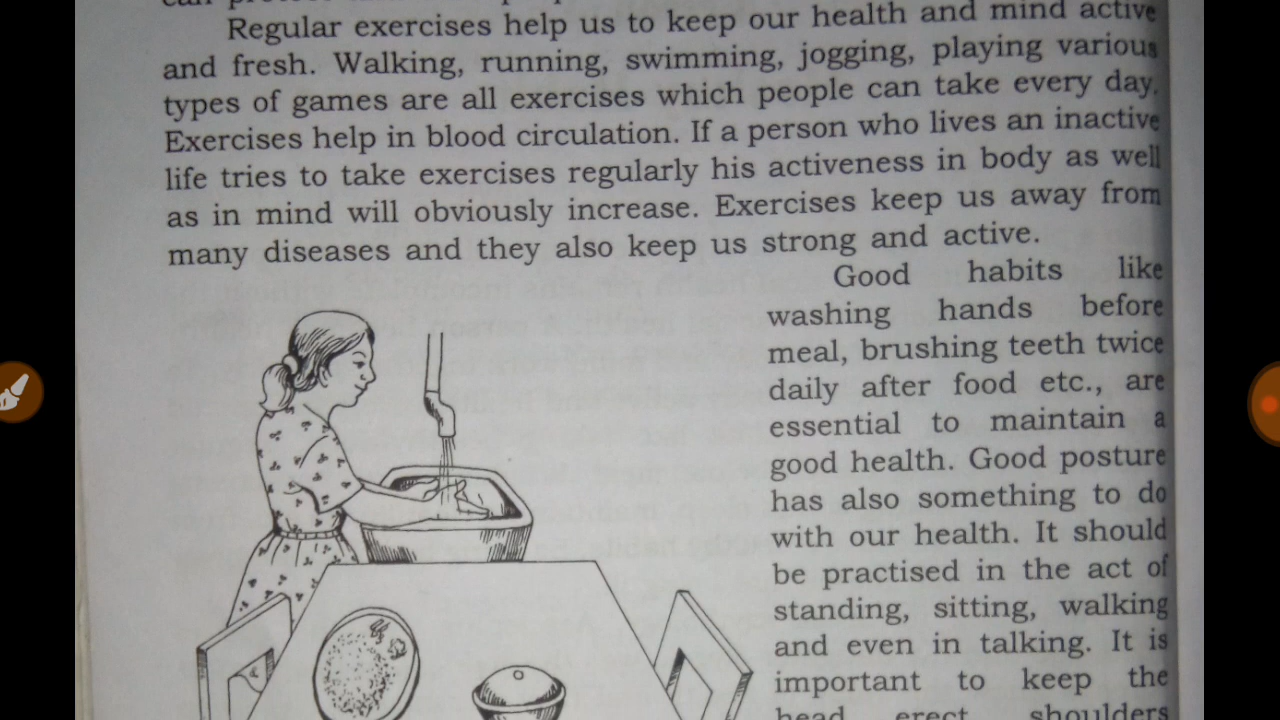 Regular exercises help us to keep our health and mind active
and fresh. Walking, running, swimming, jogging, playing various
types of games are all exercises which people can take every day.
Exercises help in blood circulation. If a person who lives an inactive
life tries to take exercises regularly his activeness in body as well
as in mind will obviously increase. Exercises keep us away from
many diseases and they also keep us strong and active.
Good habits like
washing hands before
meal, brushing teeth twice
daily after food etc., are
essential to maintain a
good health. Good posture
has also something to do
with our health. It should
be practised in the act of
standing, sitting, walking
and even in talking. It is
important to keep the
head erect shoulders